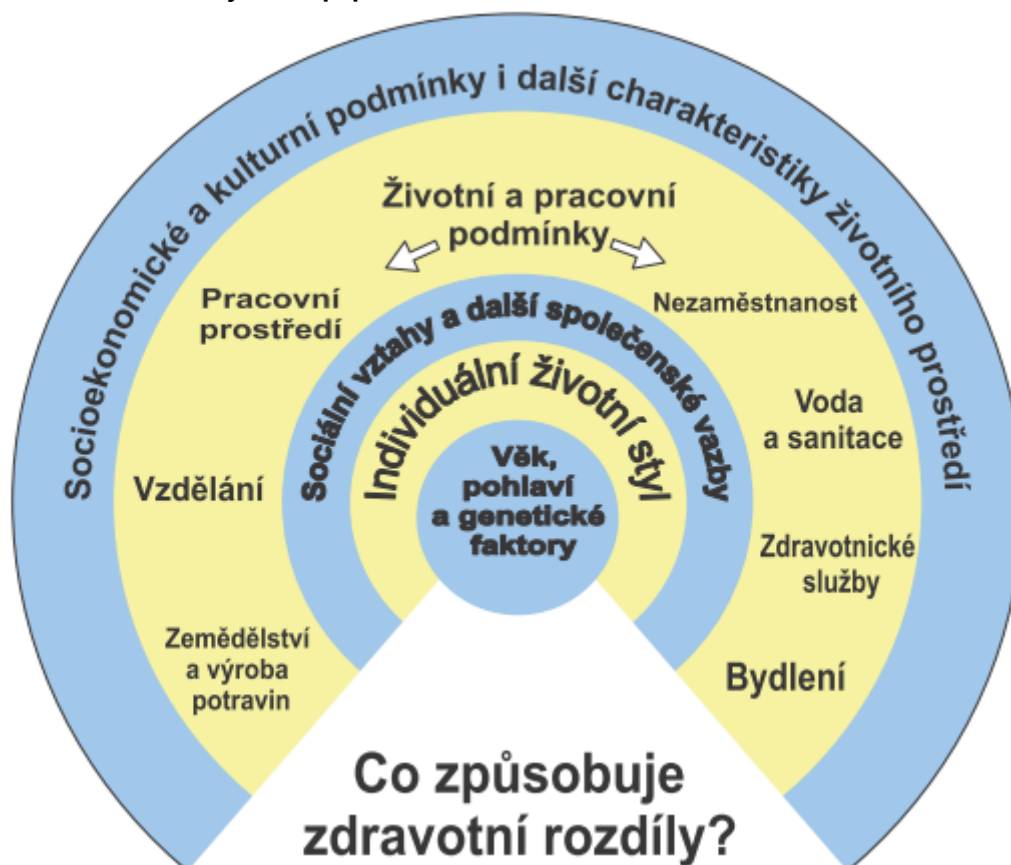 Socioekonomické a kulturní podmínky i další charakteristiky životního prostředí
Životní a pracovní
podmínky
Pracovní
prostředí
Nezaměstnanost
Sociální vztahy a další společenské vazby
Individuální životní styl
Voda
a sanitace
Věk,
pohlaví
a genetické
faktory
Vzdělání
Zdravotnické
služby
Zemědělství
a výroba
potravin
Bydlení
Co způsobuje
zdravotní rozdíly?